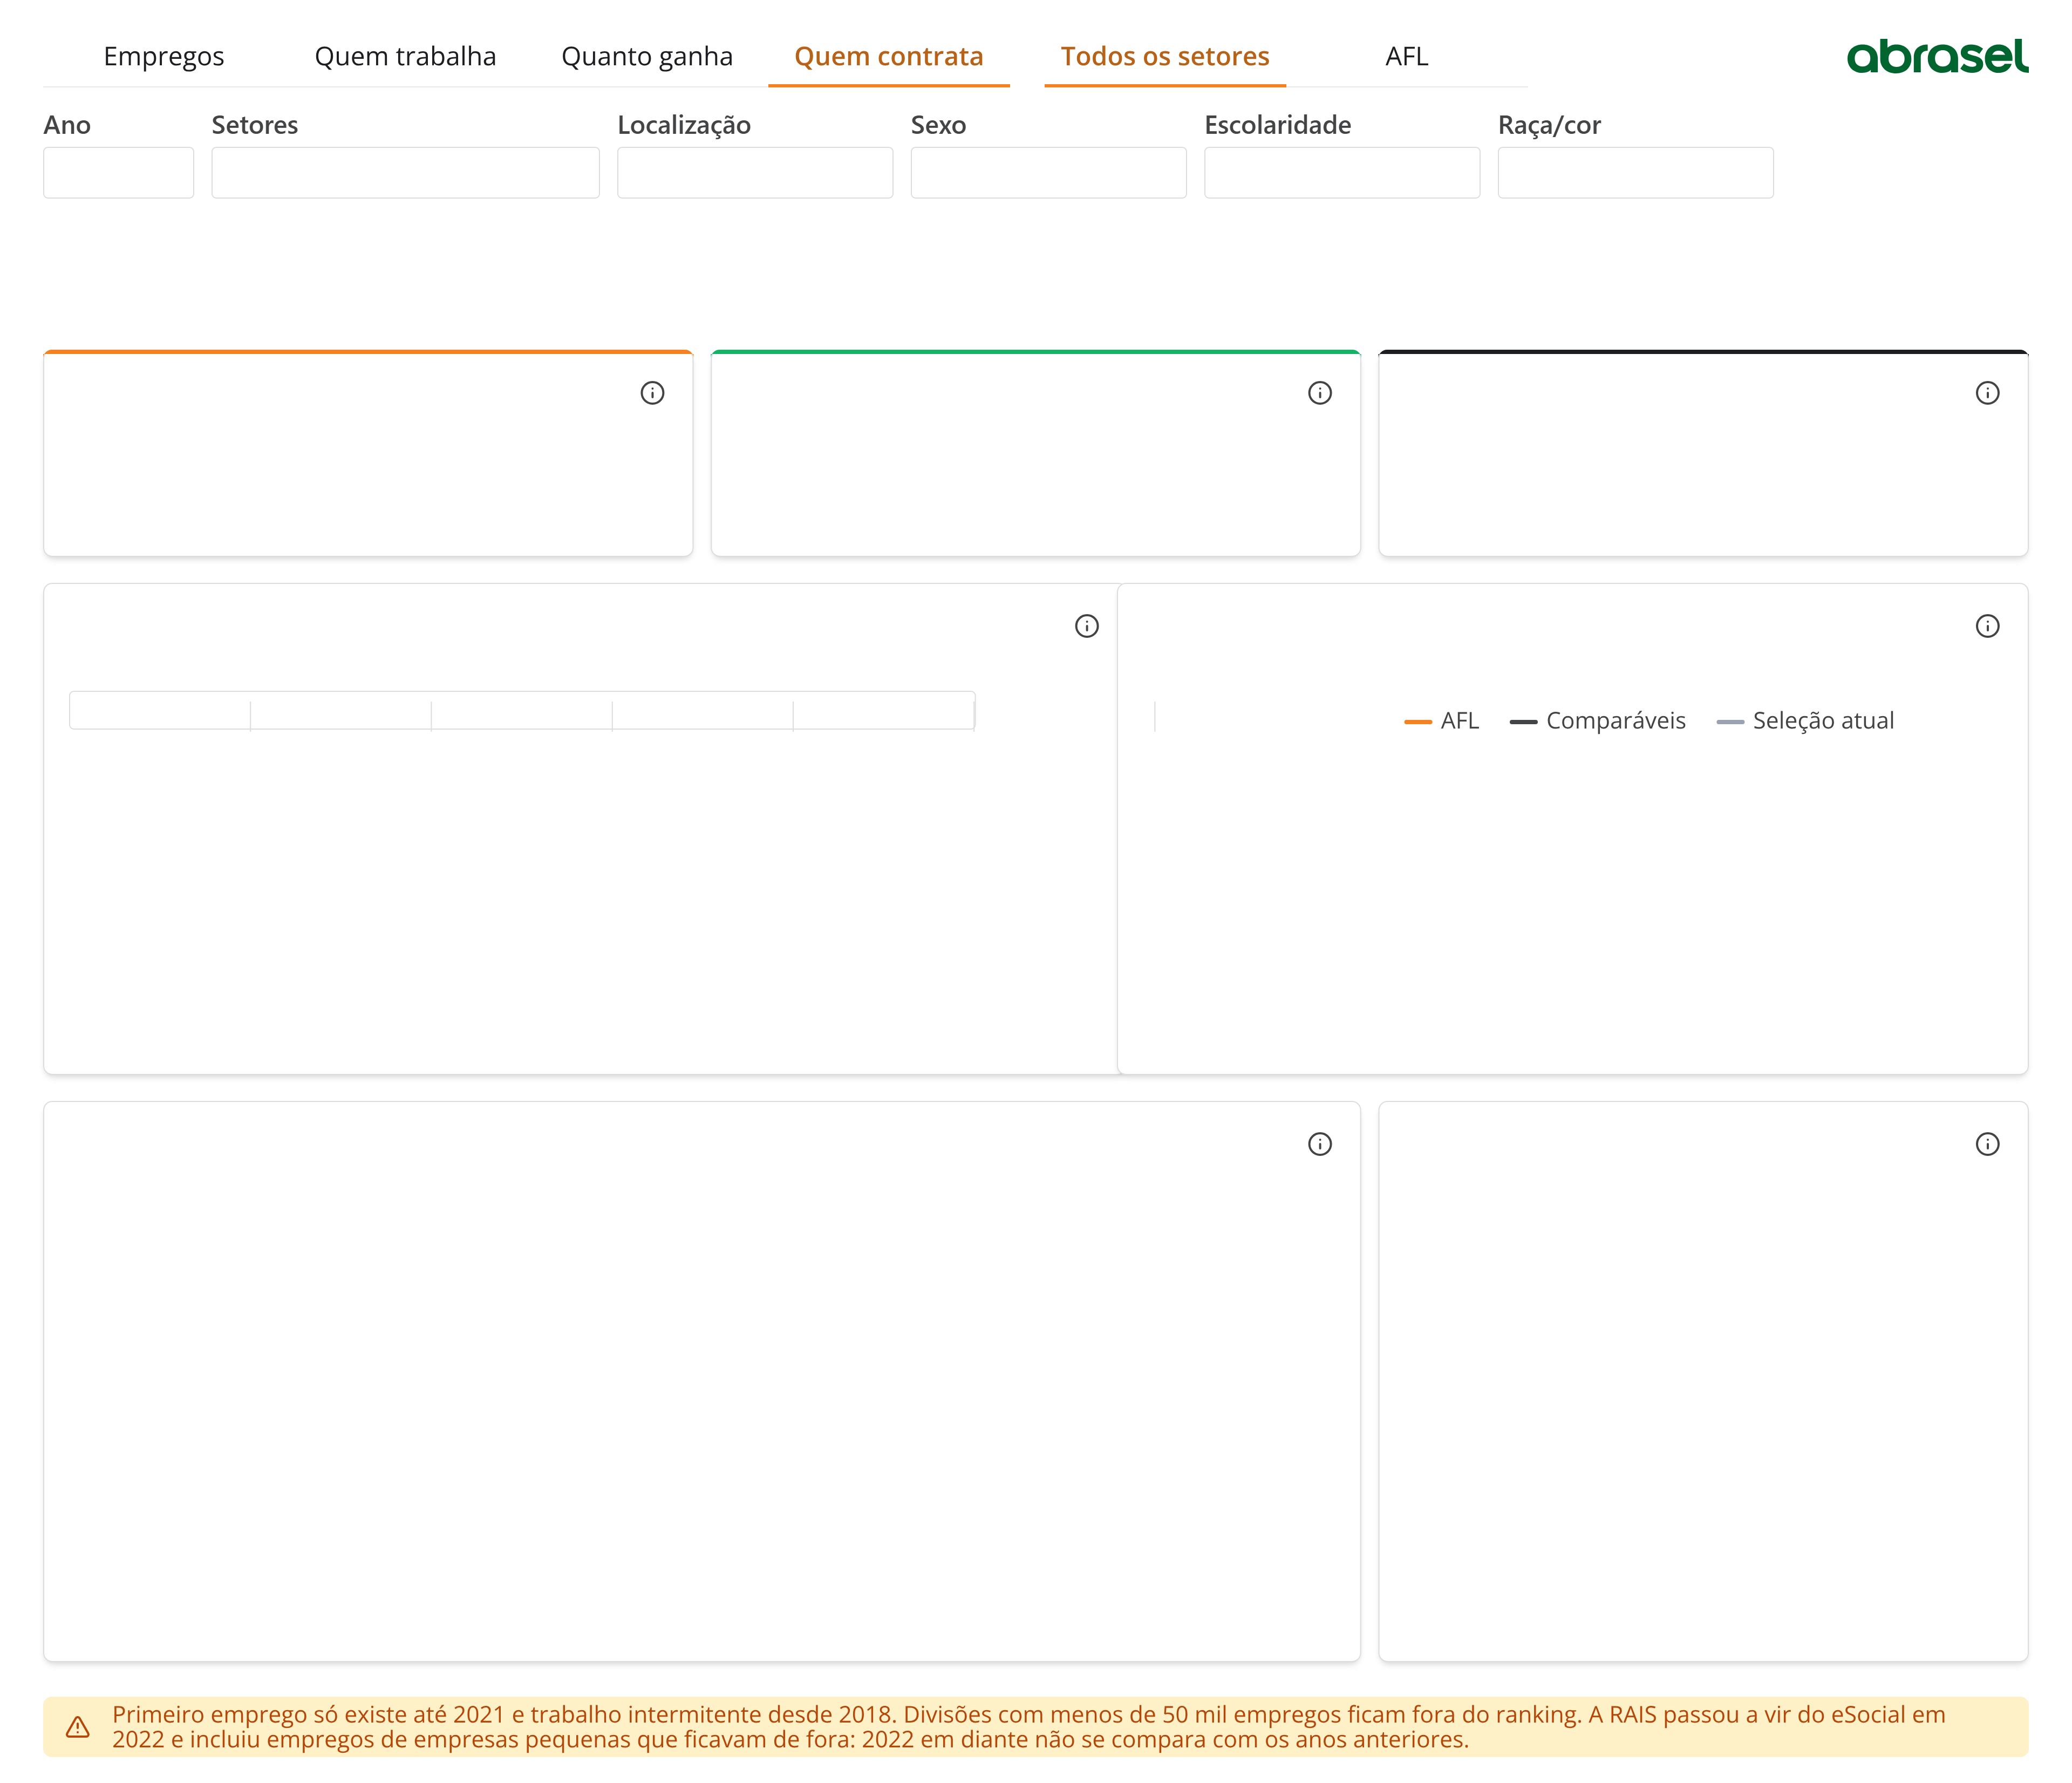 Empregos Quem trabalha Quanto ganha Quem contrata Todos os setores AFL abrasel
Ano Setores Localização Sexo Escolaridade Raça/cor
AFL Comparáveis Seleção atual
Primeiro emprego só existe até 2021 e trabalho intermitente desde 2018. Divisões com menos de 50 mil empregos ficam fora do ranking. A RAIS passou a vir do eSocial em
2022 e incluiu empregos de empresas pequenas que ficavam de fora: 2022 em diante não se compara com os anos anteriores.